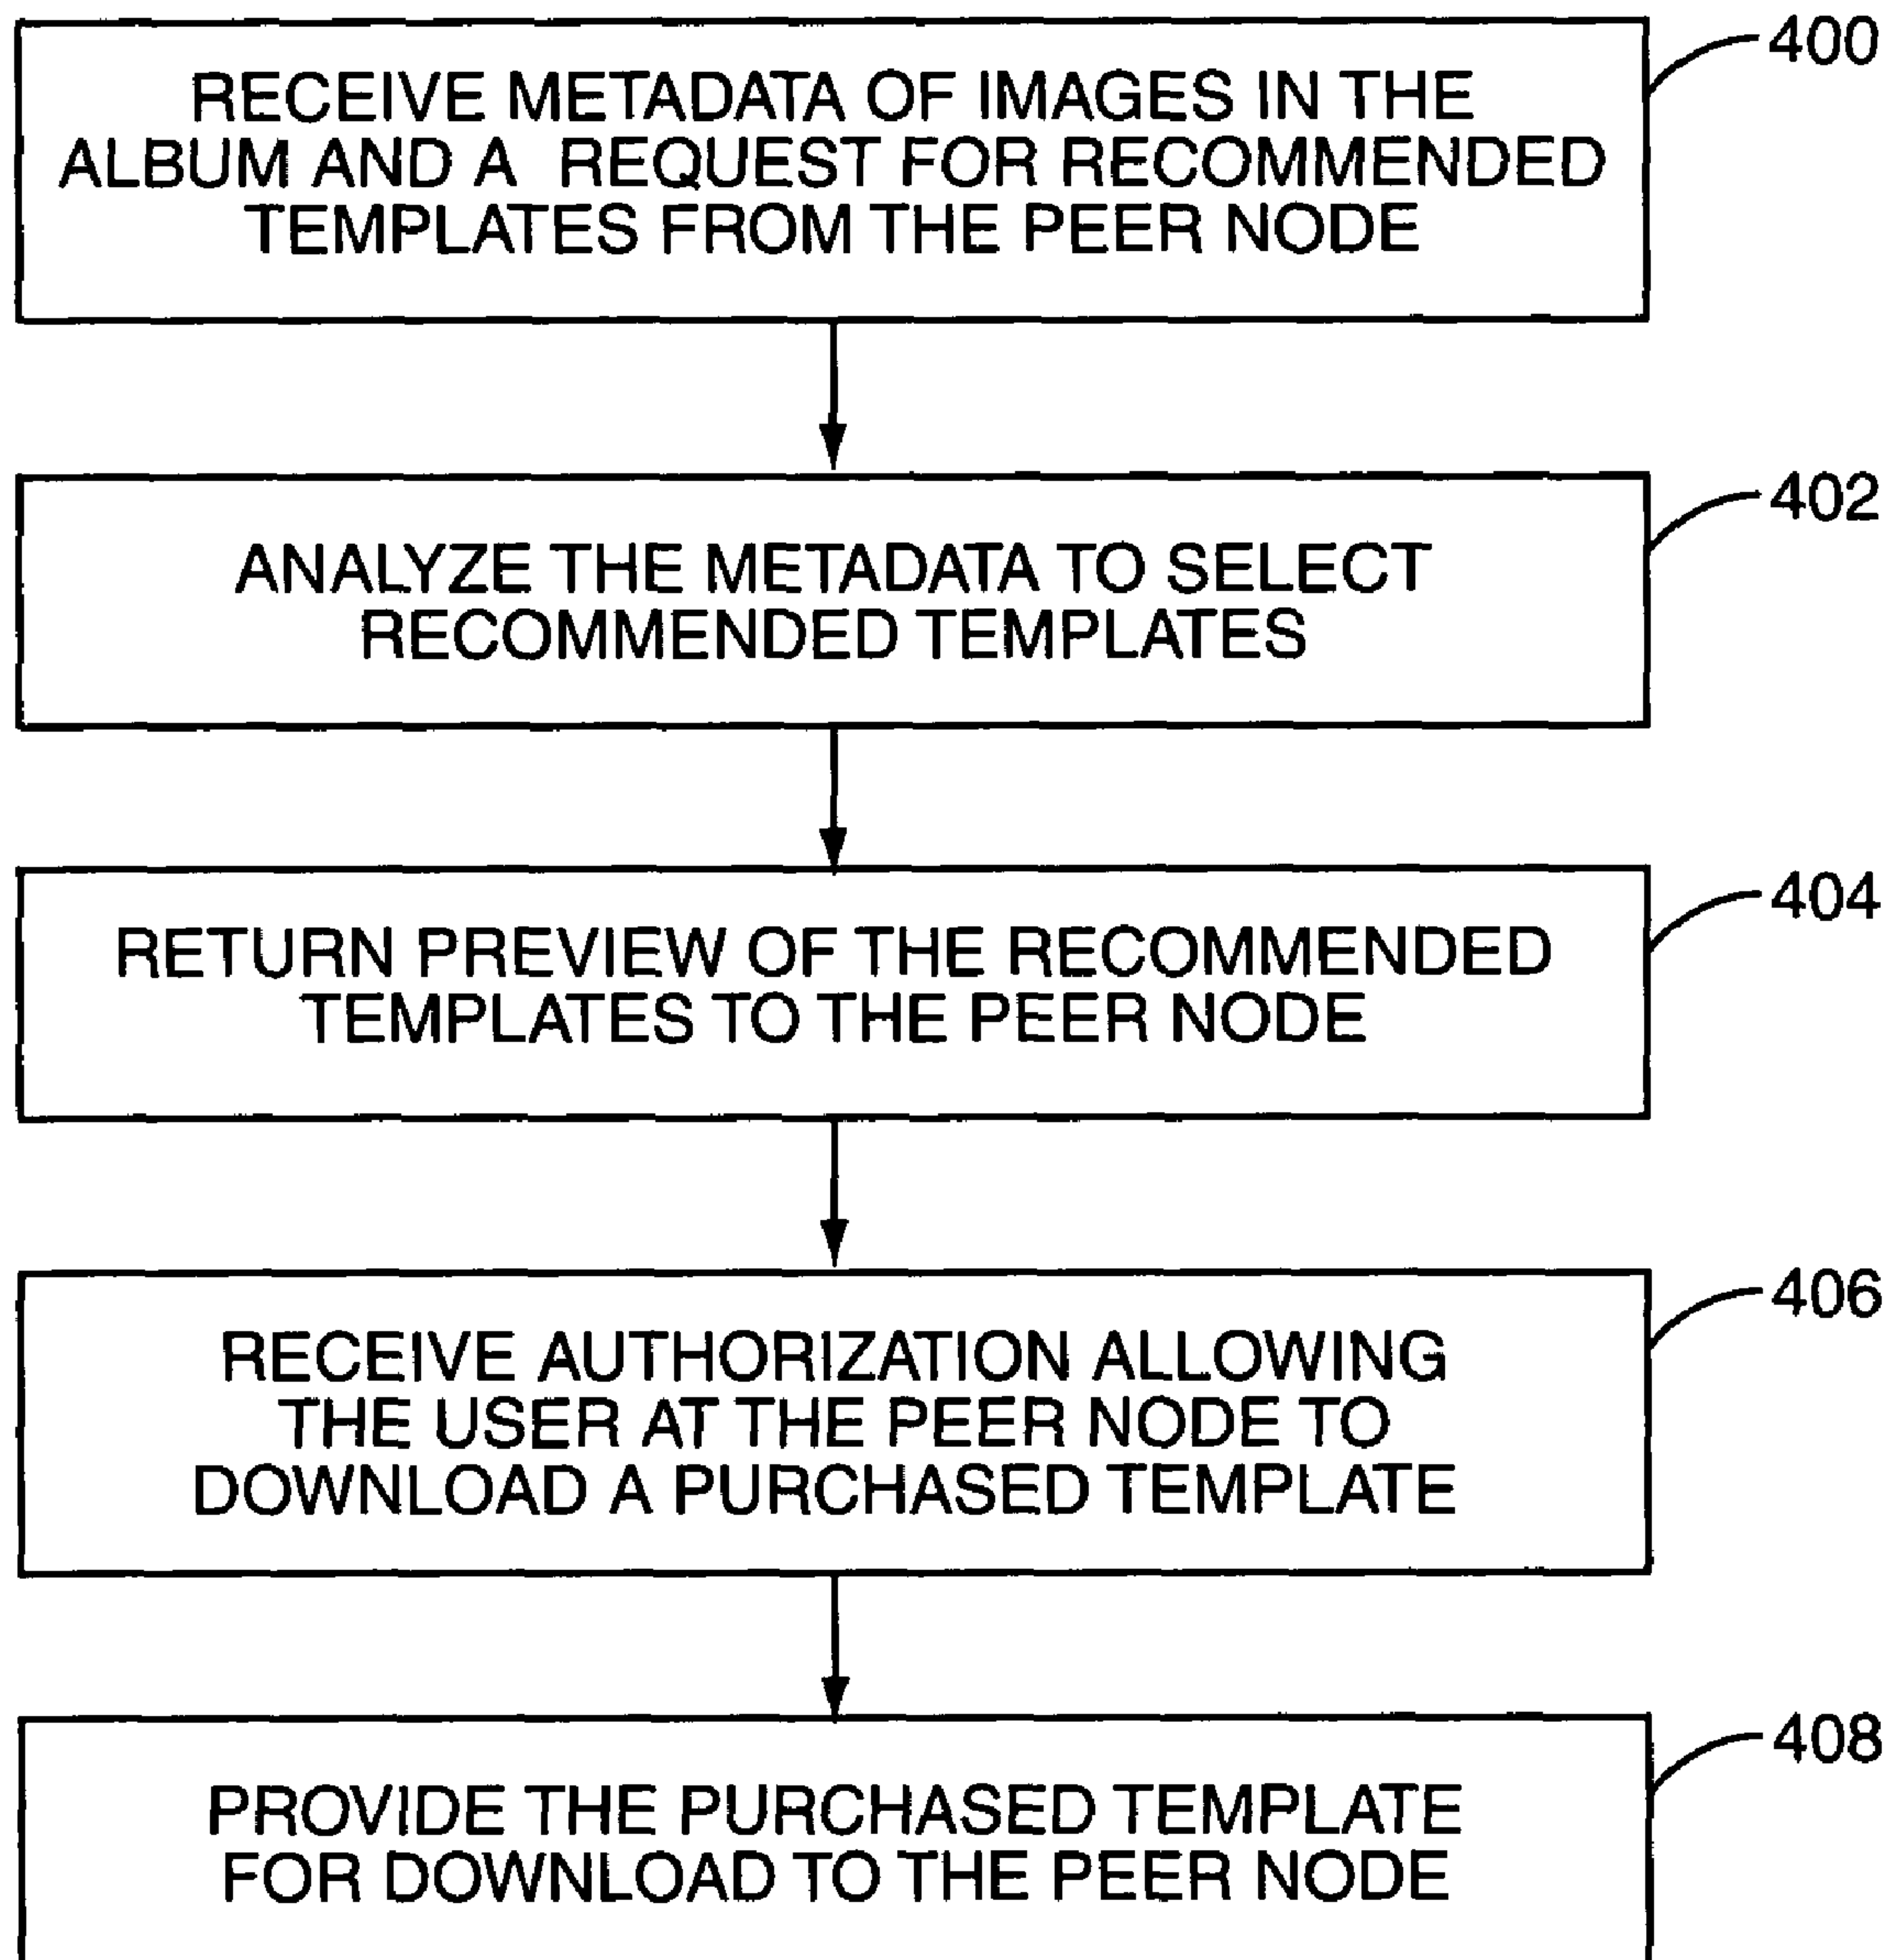 400
RECEIVE METADATA OF IMAGES IN THE
ALBUM AND A REQUEST FOR RECOMMENDED
TEMPLATES FROM THE PEER NODE
402
ANALYZE THE METADATA TO SELECT
RECOMMENDED TEMPLATES
404
RETURN PREVIEW OF THE RECOMMENDED
TEMPLATES TO THE PEER NODE
406
RECEIVE AUTHORIZATION ALLOWING
THE USER AT THE PEER NODE TO
DOWNLOAD A PURCHASED TEMPLATE
408
PROVIDE THE PURCHASED TEMPLATE
FOR DOWNLOAD TO THE PEER NODE